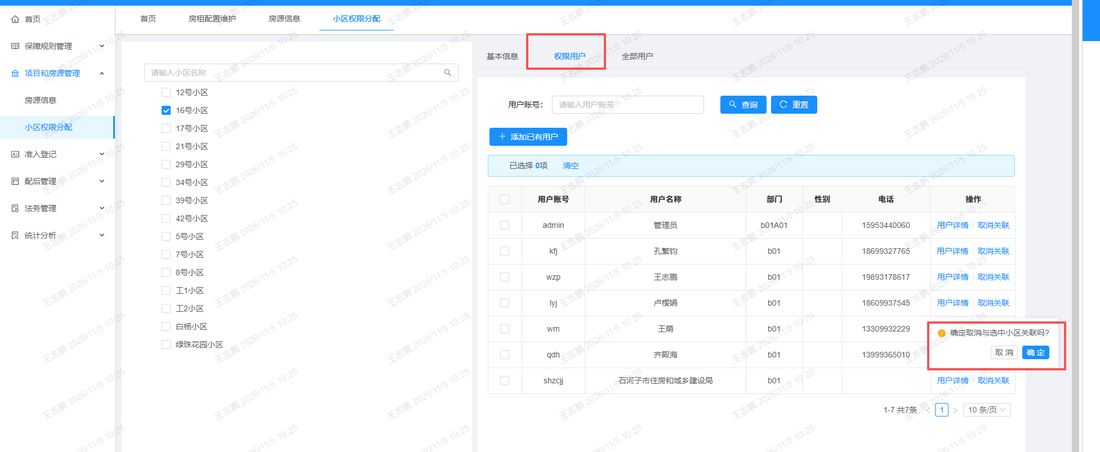 首页
保障规则管理
项目和房源管理
房源信息
小区权限分配
准入登记
配后管理
法务管理
统计分析
首页 房租配置维护 房源信息 小区权限分配
请输入小区名称
12号小区
16号小区
17号小区
21号小区
29号小区
34号小区
39号小区
42号小区
5号小区
7号小区
8号小区
工1小区
工2小区
白杨小区
绿珠花园小区
基本信息 权限用户 全部用户
用户账号： 请输入用户账号 查询 重置
+ 添加已有用户
已选择 0项 清空
用户账号 用户名称 部门 性别 电话 操作
admin 管理员 b01A01 15953440060 用户详情 取消关联
kfj 孔繁钧 b01 18699327765 用户详情 取消关联
wzp 王志鹏 b01 19893178617 用户详情 取消关联
lyj 卢樱娟 b01 18609937545 用户详情 取消关联
wm 王萌 b01 13309932229
qdh 齐殿海 b01 13999365010
shzcjj 石河子市住房和城乡建设局 b01 用户详情 取消关联
确定取消与选中小区关联吗?
取消 确定
1-7 共7条 < 1 > 10 条/页
王志鹏 2026/11/5 10:25